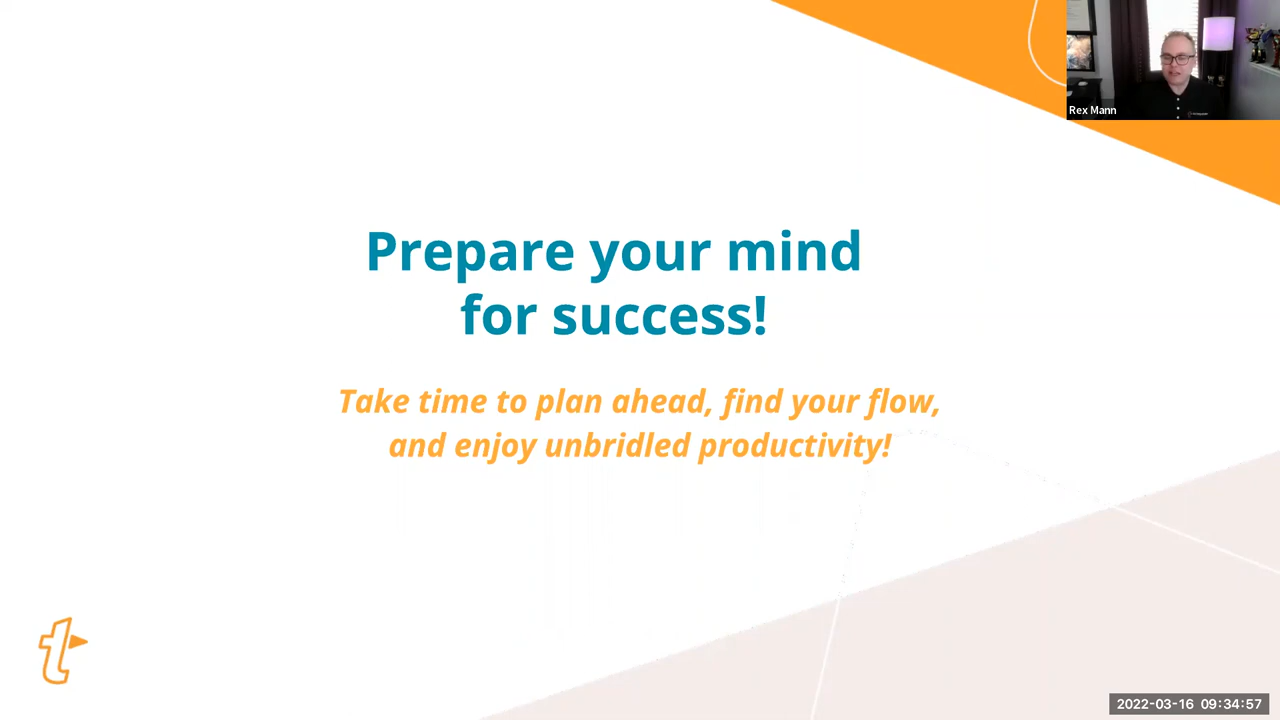 Rex Mann
Prepare your mind
for success!
Take time to plan ahead, find your flow,
and enjoy unbridled productivity!
t
2022-03-16 09:34:57